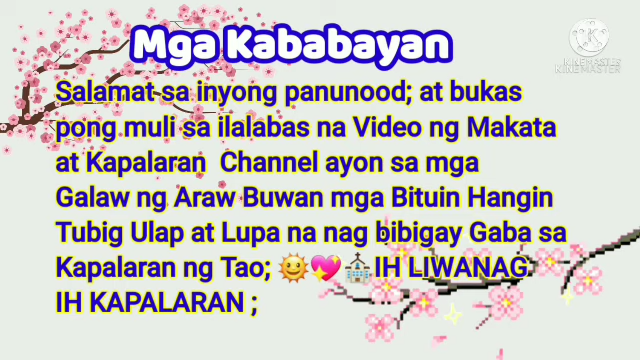 Mga Kababayan
Salamat sa inyong panunood; at bukas
pong muli sa ilalabas na Video ng Makata
at Kapalaran Channel ayon sa mga
Galaw ng Araw Buwan mga Bituin Hangin
Tubig Ulap at Lupa na nag bibigay Gaba sa
Kapalaran ng Tao; 🌞💖⛪IH LIWANAG
IH KAPALARAN ;
K
KINEMASTER
KINEMASTER